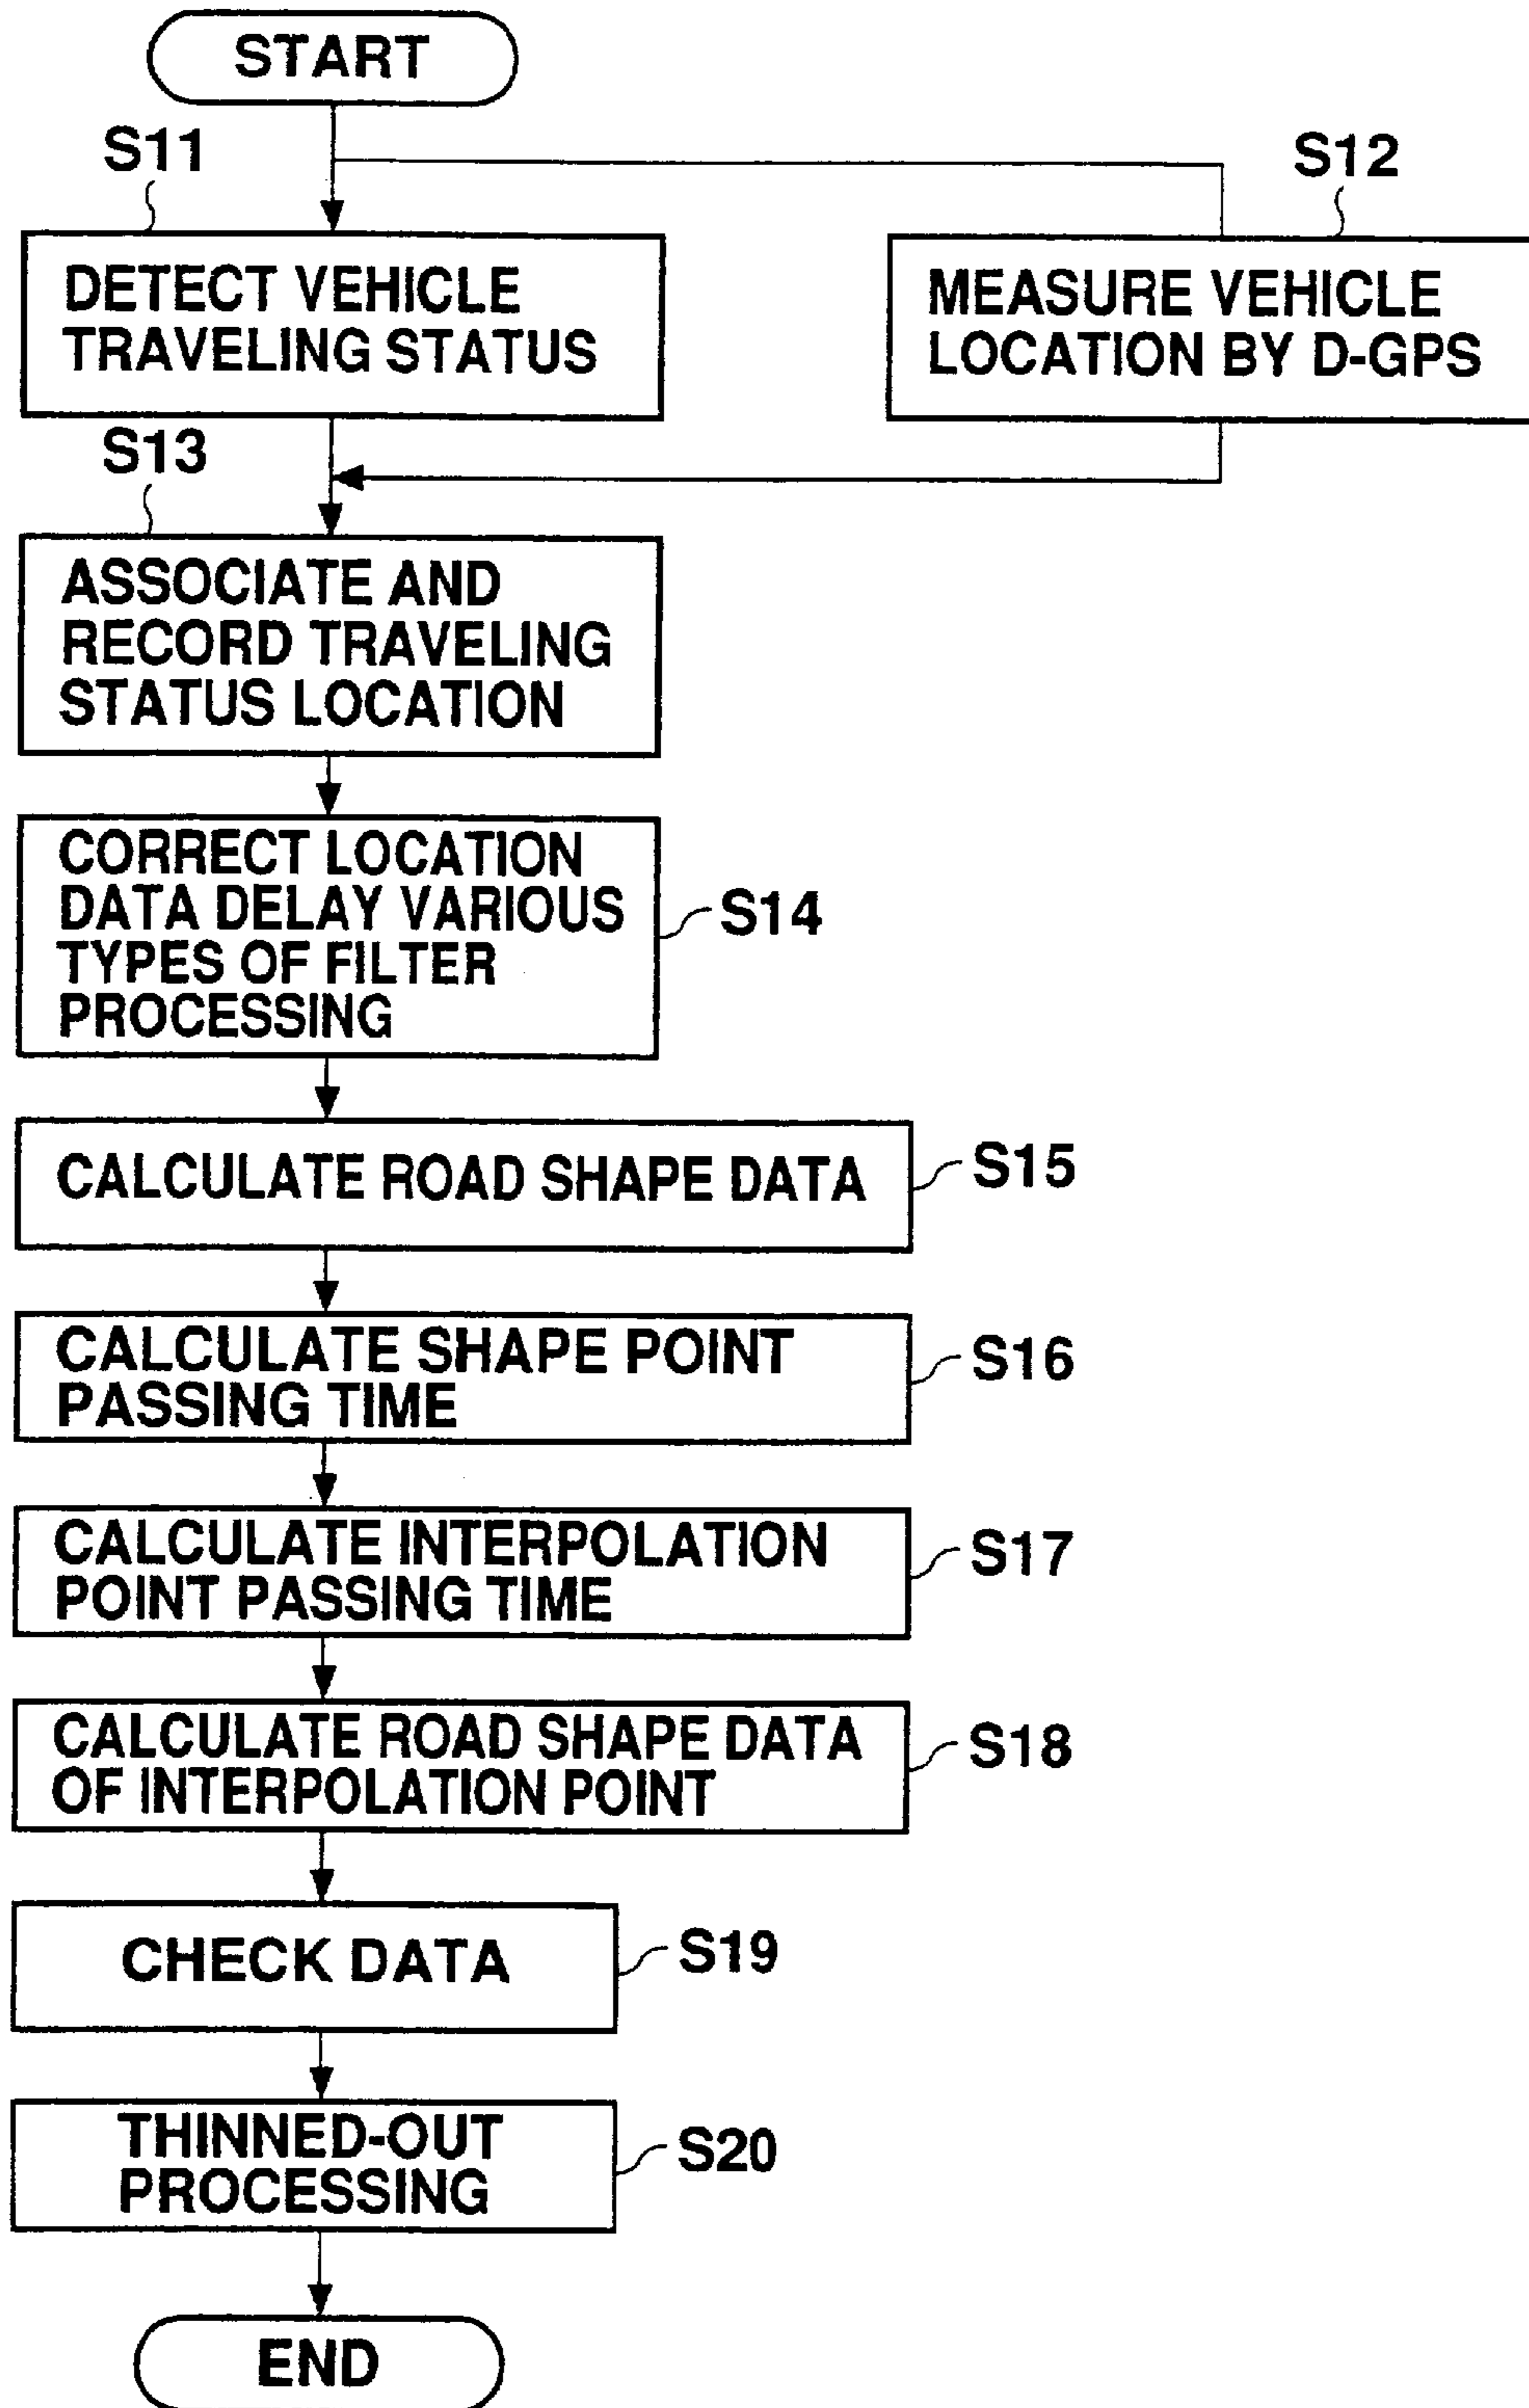 START
S11
S12
DETECT VEHICLE
TRAVELING STATUS
MEASURE VEHICLE
LOCATION BY D-GPS
S13
ASSOCIATE AND
RECORD TRAVELING
STATUS LOCATION
CORRECT LOCATION
DATA DELAY VARIOUS
TYPES OF FILTER
PROCESSING
S14
CALCULATE ROAD SHAPE DATA
S15
CALCULATE SHAPE POINT
PASSING TIME
S16
CALCULATE INTERPOLATION
POINT PASSING TIME
S17
CALCULATE ROAD SHAPE DATA
OF INTERPOLATION POINT
S18
CHECK DATA
S19
THINNED-OUT
PROCESSING
S20
END